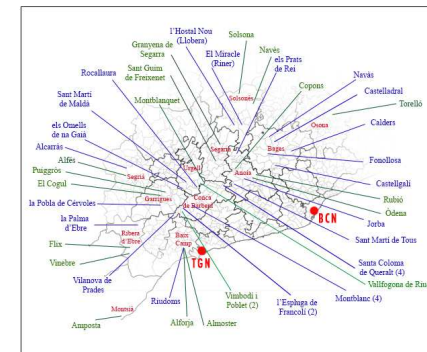 Solsona
l'Hostal Nou
(Llobera)
Granyena de
Segarra
El Miracle
(Riner)
Navès
els Prats
de Rei
Sant Guim
de Freixenet
Copons
Rocallaura
Navàs
Castelladral
Torelló
Sant Martí
de Maldà
Montblanquet
Solsonès
Osona
Calders
els Omells
de na Gaià
Alcarràs
Segarra
Bages
Fonollosa
Alfés
Urgell
Anoia
Puiggròs
Segrià
Castellgalí
El Cogul
Garrigues
Rubió
la Pobla de Cérvoles
Conca
de Barberà
Òdena
BCN
Jorba
la Palma
d'Ebre
Ribera
d'Ebre
Baix
Camp
Sant Martí de Tous
Flix
TGN
Santa Coloma
de Queralt (4)
Vinebre
Vallfogona de Riu
Vilanova de
Prades
Riudoms
Vimbodí i
Poblet (2)
l'Espluga de
Francolí (2)
Montblanc (4)
Montsià
Amposta
Alforja
Almoster